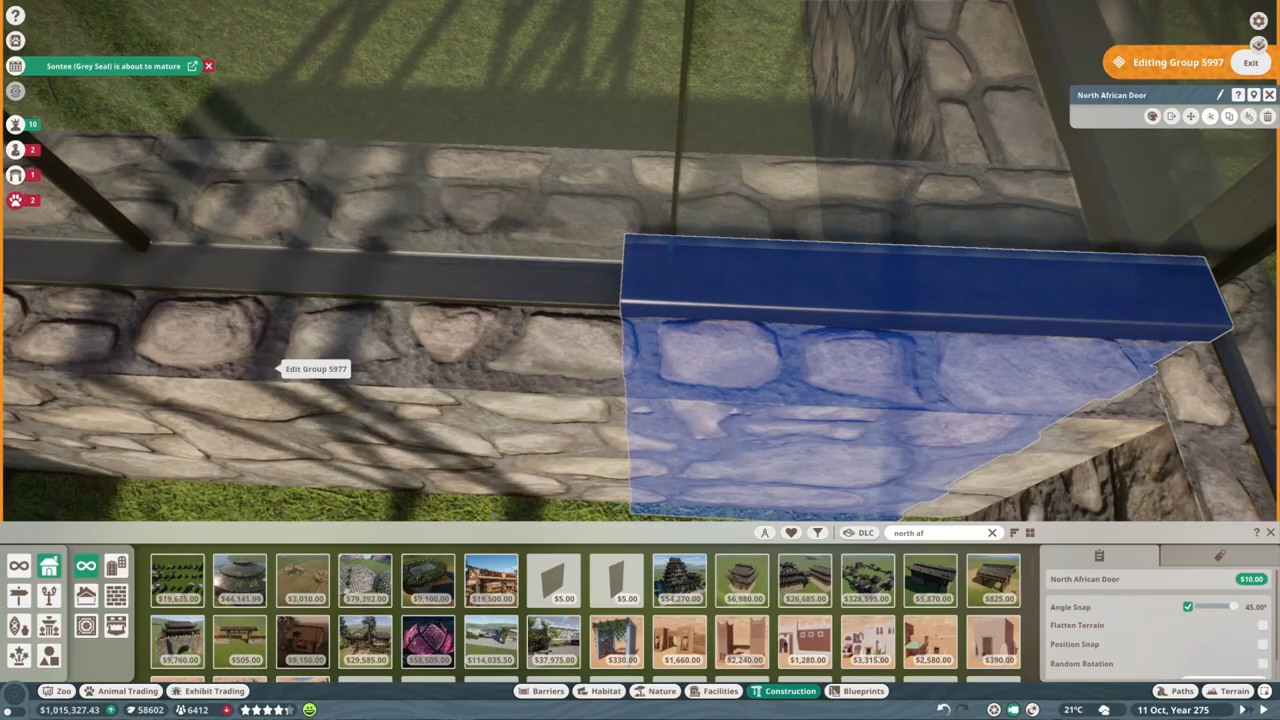 ?
Sontee (Grey Seal) is about to mature
10
2
1
2
Editing Group 5997
Exit
North African Door
?
Edit Group 5977
DLC
north af
?
$19,635.00
$44,141.99
$3,010.00
$79,392.00
$9,100.00
$19,500.00
$5.00
$5.00
$54,270.00
$6,980.00
$26,685.00
$328,595.00
$5,870.00
$825.00
$9,760.00
$505.00
$9,150.00
$29,585.00
$58,505.00
$114,035.50
$37,975.00
$330.00
$1,660.00
$2,240.00
$1,280.00
$3,315.00
$2,580.00
$390.00
North African Door
$10.00
Angle Snap
45.00°
Flatten Terrain
Position Snap
Random Rotation
Zoo
Animal Trading
Exhibit Trading
Barriers
Habitat
Nature
Facilities
Construction
Blueprints
Paths
Terrain
$1,015,327.43
58602
6412
21°C
11 Oct, Year 275